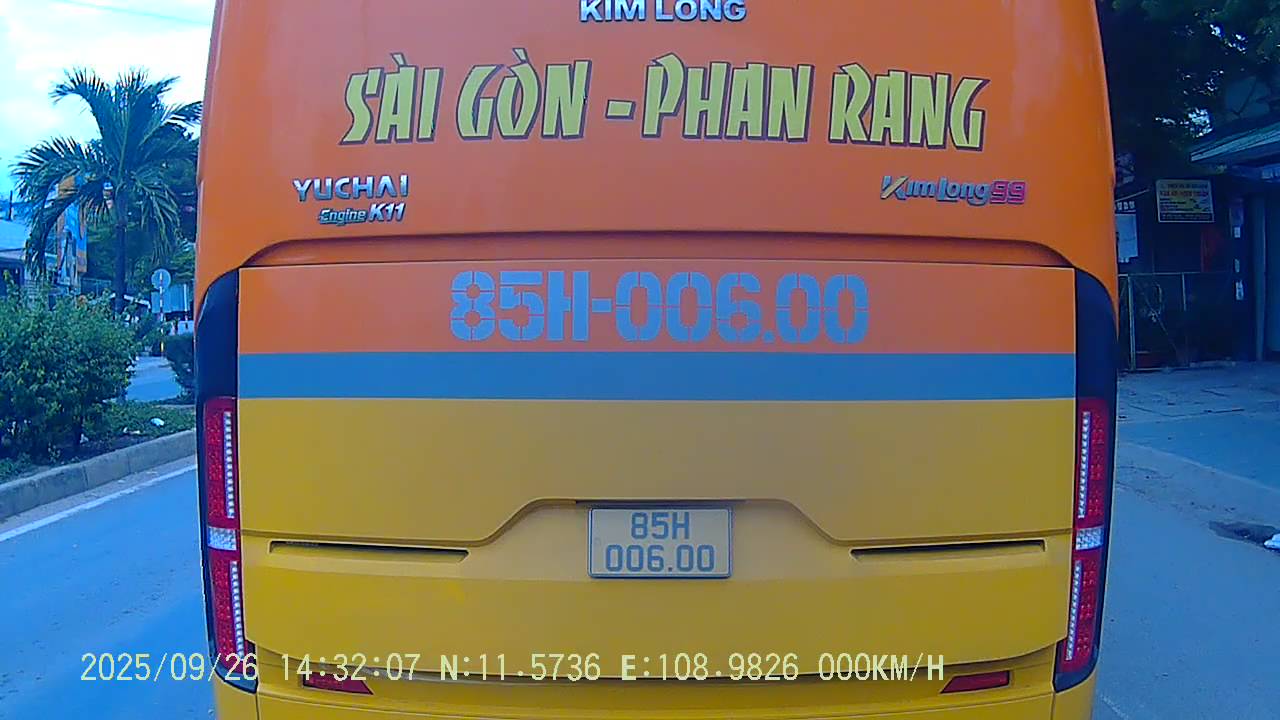 KIM LONG
SÀI GÒN - PHAN RANG
YUCHAI
Engine K11
KimLong99
85H-006.00
85H
006.00
2025/09/26 14:32:07 N:11.5736 E:108.9826 000KM/H